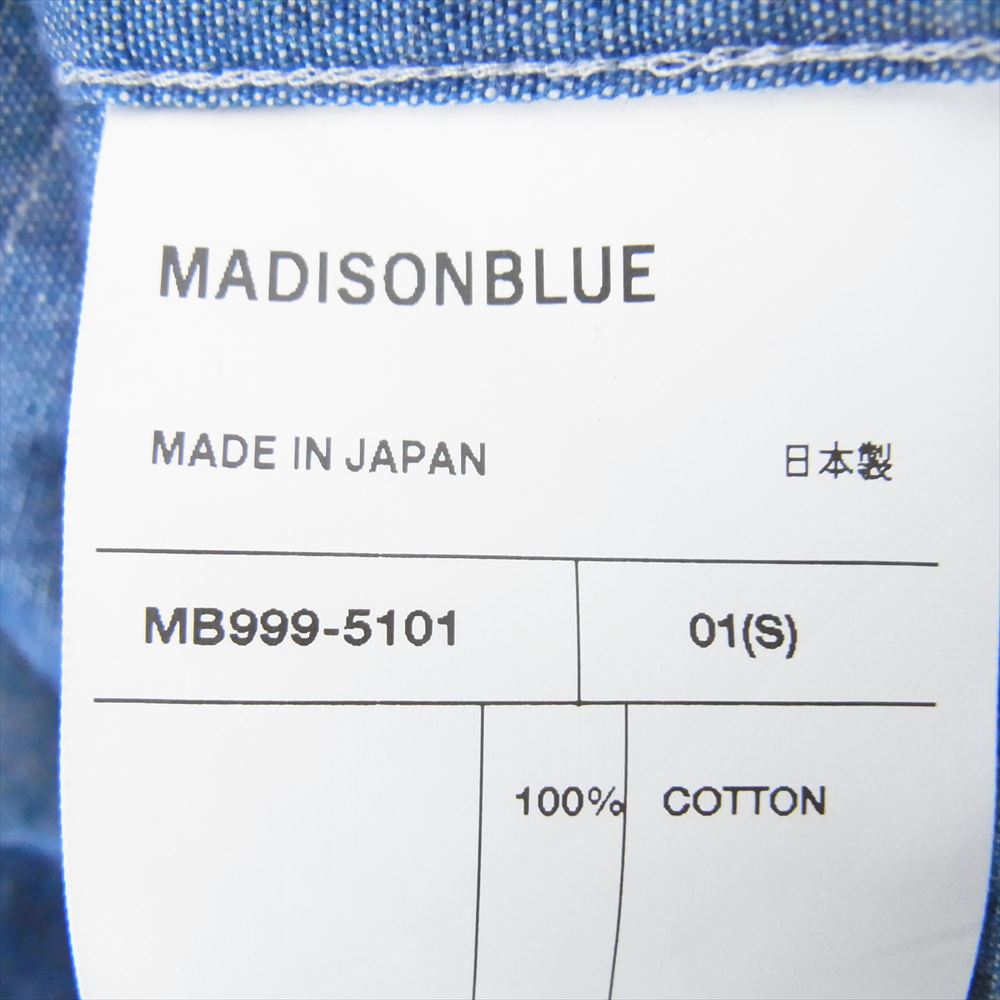 MADISONBLUE
MADE IN JAPAN 日本製
MB999-5101 01(S)
100% COTTON